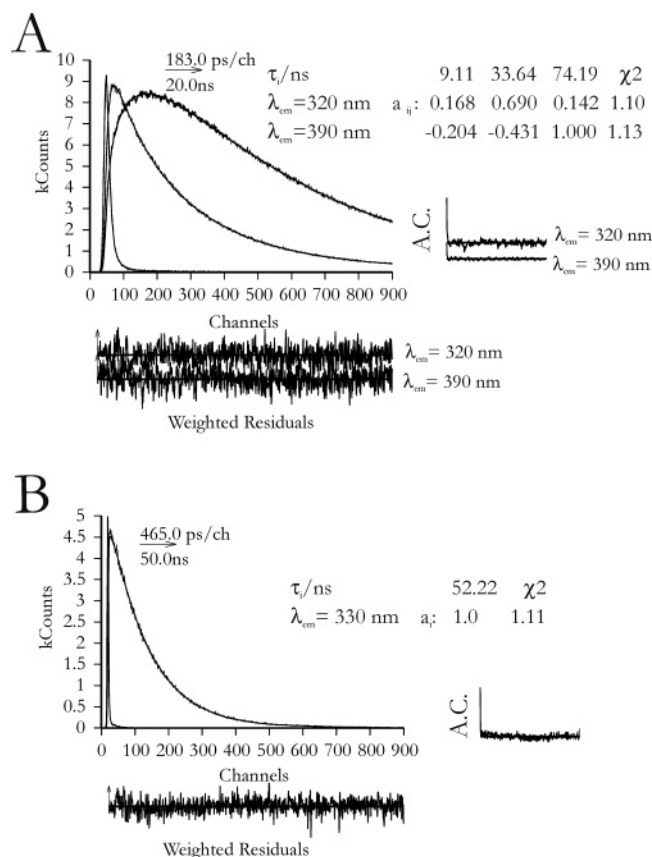 A
183.0 ps/ch
20.0ns
τi/ns 9.11 33.64 74.19 χ2
λem=320 nm aij: 0.168 0.690 0.142 1.10
λem=390 nm -0.204 -0.431 1.000 1.13
kCounts
10
9
8
7
6
5
4
3
2
1
0
0 100 200 300 400 500 600 700 800 900
Channels
A.C.
λem= 320 nm
λem= 390 nm
λem= 320 nm
λem= 390 nm
Weighted Residuals
B
465.0 ps/ch
50.0ns
τi/ns 52.22 χ2
λem= 330 nm ai: 1.0 1.11
kCounts
5
4.5
4
3.5
3
2.5
2
1.5
1
0.5
0
0 100 200 300 400 500 600 700 800 900
Channels
A.C.
Weighted Residuals